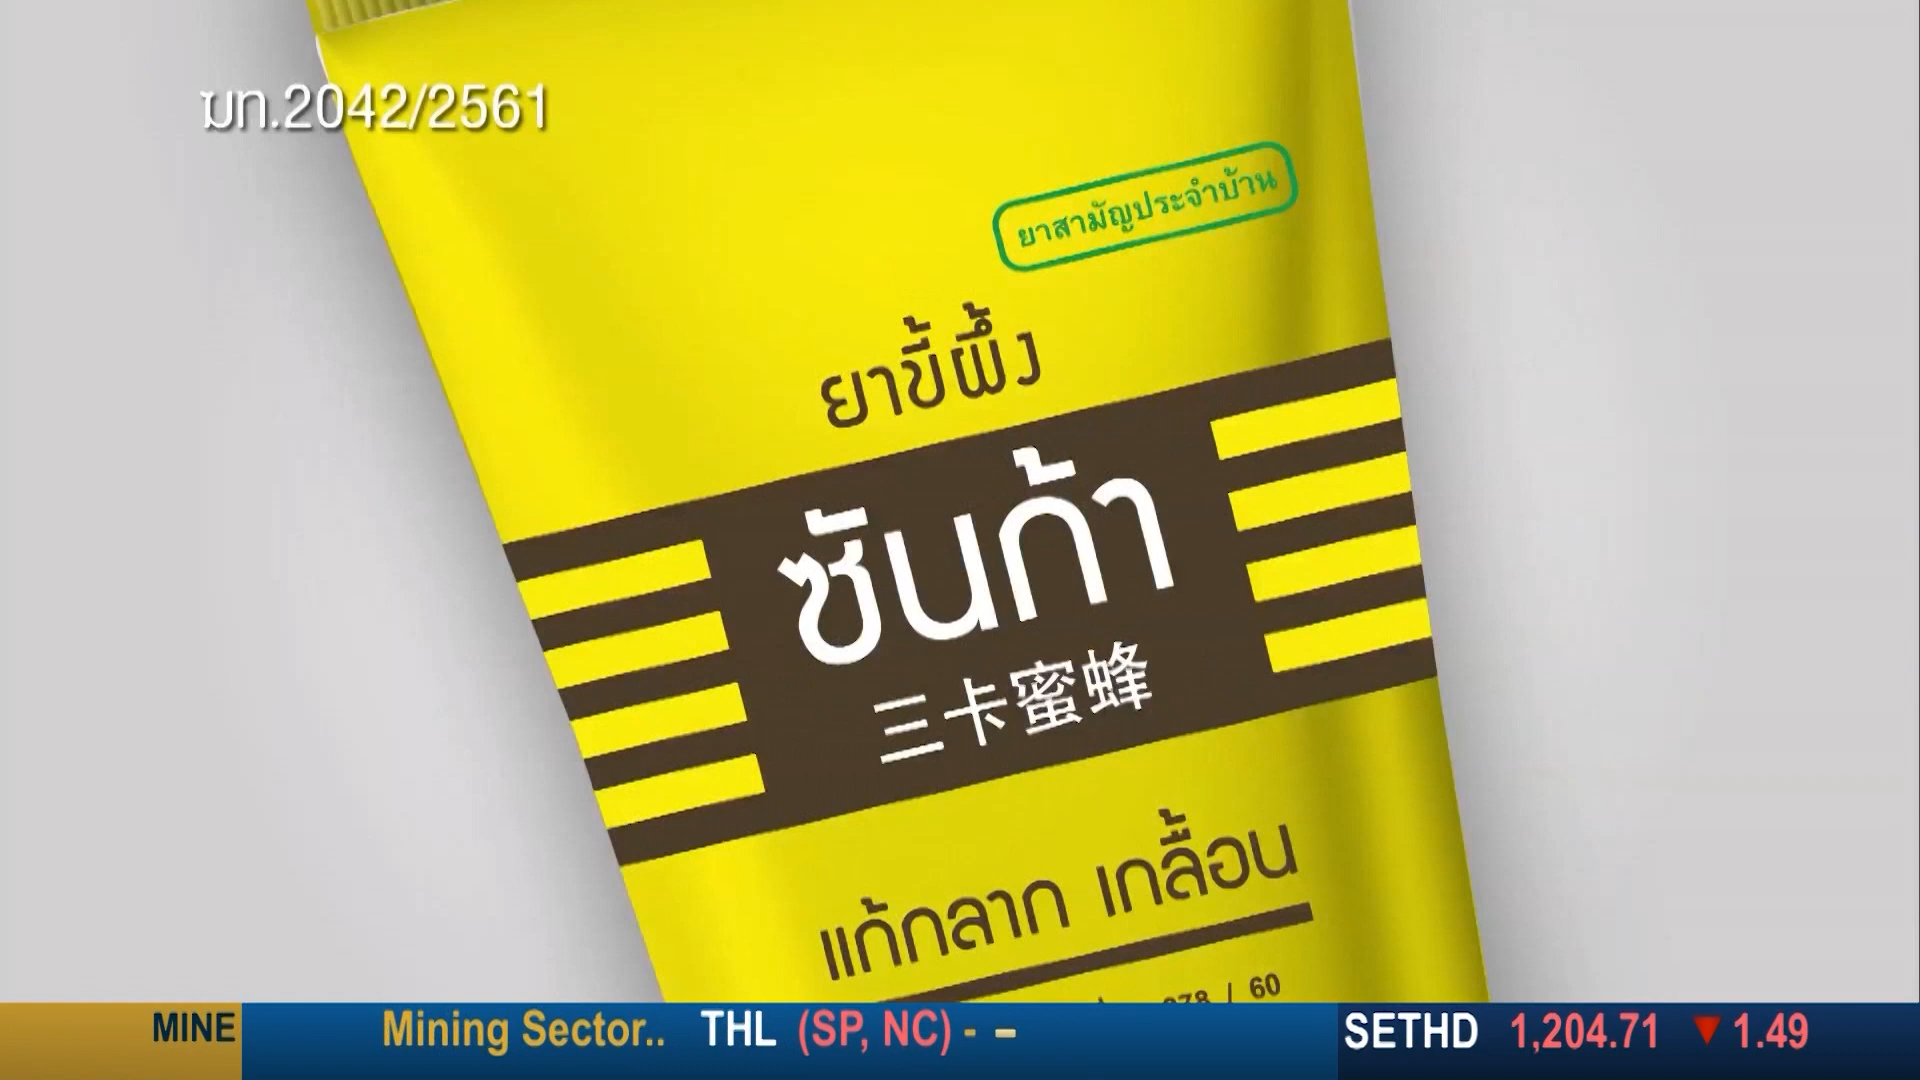 ฆท.2042/2561
ยาสามัญประจำบ้าน
ยาขี้ผึ้ง
ซันก้า
三卡蜜蜂
แก้กลาก เกลื้อน
/ 60
MINE Mining Sector.. THL (SP, NC) - – SETHD 1,204.71 ▼ 1.49